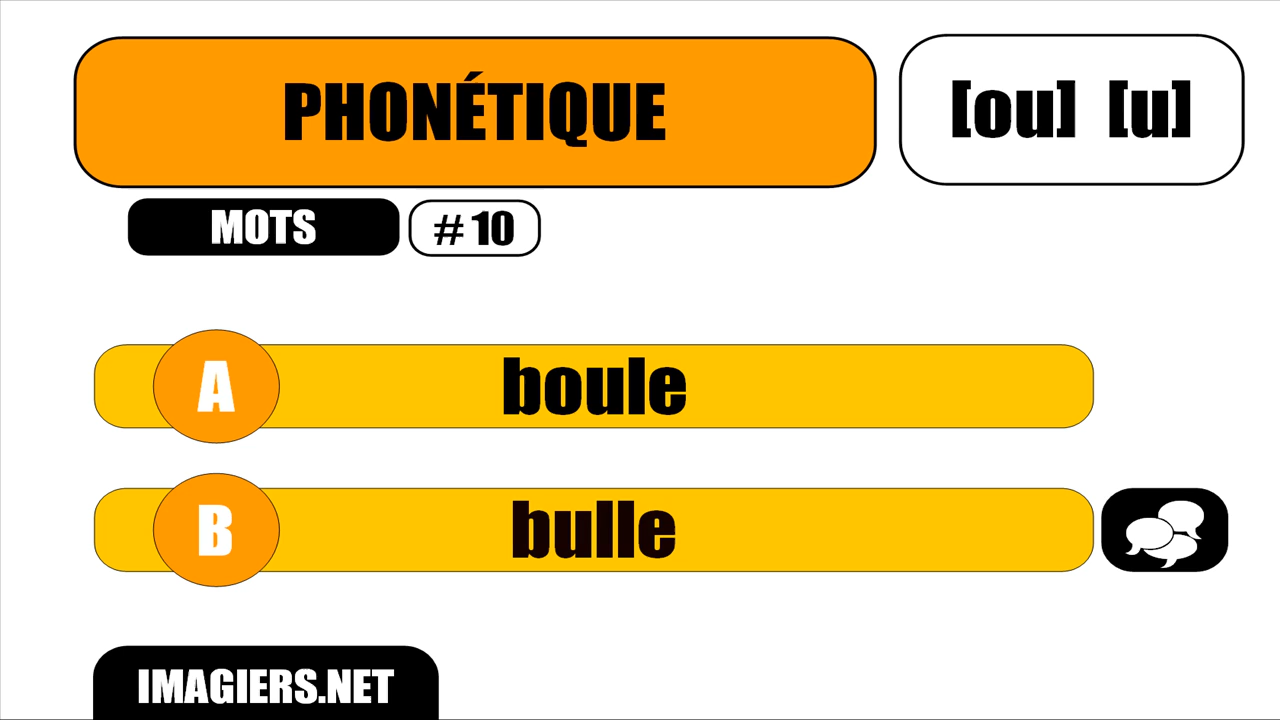 PHONÉTIQUE
[ou] [u]
MOTS
# 10
A boule
B bulle
IMAGIERS.NET